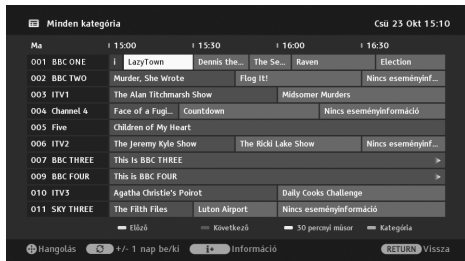 Minden kategória Csü 23 Okt 15:10
Ma 15:00 15:30 16:00 16:30
001 BBC ONE i LazyTown Dennis the... The Se... Raven Election
002 BBC TWO Murder, She Wrote Flog It! Nincs eseményinf...
003 ITV1 The Alan Titchmarsh Show Midsomer Murders
004 Channel 4 Face of a Fugi... Countdown Nincs eseményinformáció
005 Five Children of My Heart
006 ITV2 The Jeremy Kyle Show The Ricki Lake Show Nincs eseményinf...
007 BBC THREE This Is BBC THREE
009 BBC FOUR This is BBC FOUR
010 ITV3 Agatha Christie's Poirot Daily Cooks Challenge
011 SKY THREE The Filth Files Luton Airport Nincs eseményinformáció
Előző Következő 30 percnyi műsor Kategória
Hangolás +/- 1 nap be/ki i+ Információ RETURN Vissza